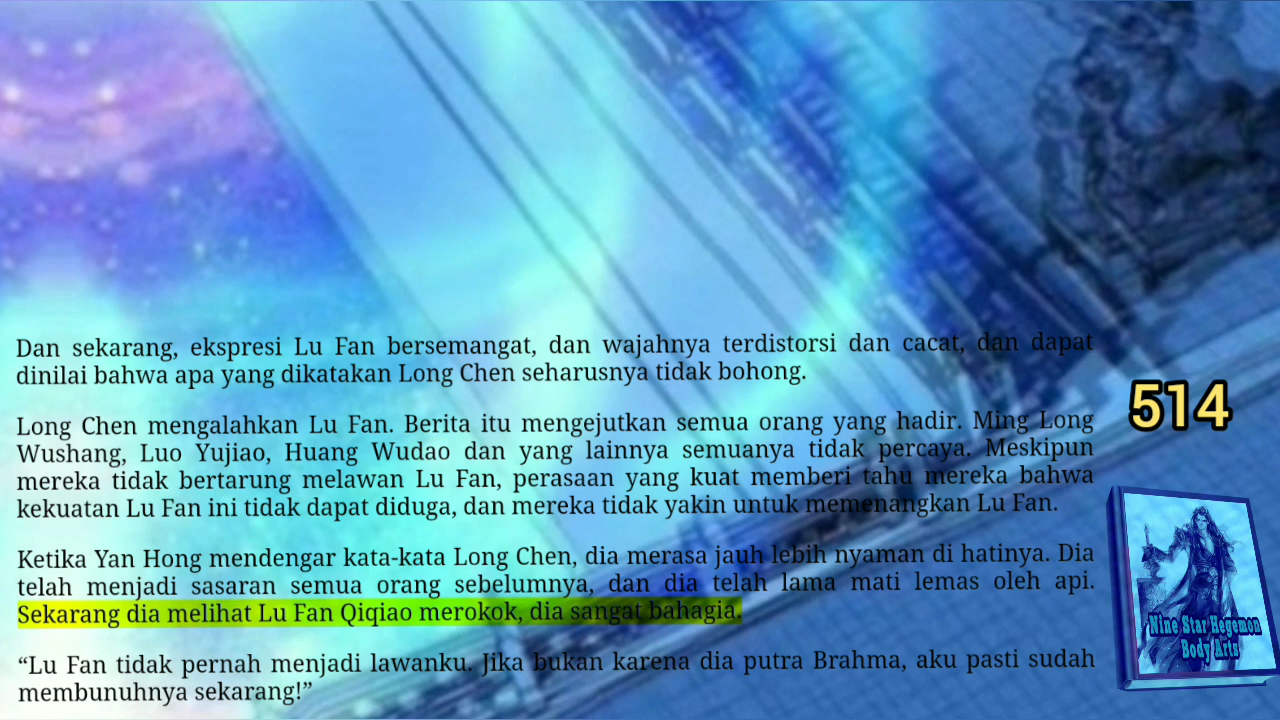 Dan sekarang, ekspresi Lu Fan bersemangat, dan wajahnya terdistorsi dan cacat, dan dapat
dinilai bahwa apa yang dikatakan Long Chen seharusnya tidak bohong.
Long Chen mengalahkan Lu Fan. Berita itu mengejutkan semua orang yang hadir. Ming Long
Wushang, Luo Yujiao, Huang Wudao dan yang lainnya semuanya tidak percaya. Meskipun
mereka tidak bertarung melawan Lu Fan, perasaan yang kuat memberi tahu mereka bahwa
kekuatan Lu Fan ini tidak dapat diduga, dan mereka tidak yakin untuk memenangkan Lu Fan.
Ketika Yan Hong mendengar kata-kata Long Chen, dia merasa jauh lebih nyaman di hatinya. Dia
telah menjadi sasaran semua orang sebelumnya, dan dia telah lama mati lemas oleh api.
Sekarang dia melihat Lu Fan Qiqiao merokok, dia sangat bahagia.
“Lu Fan tidak pernah menjadi lawanku. Jika bukan karena dia putra Brahma, aku pasti sudah
membunuhnya sekarang!”
514
Nine Star Hegemon
Body Arts